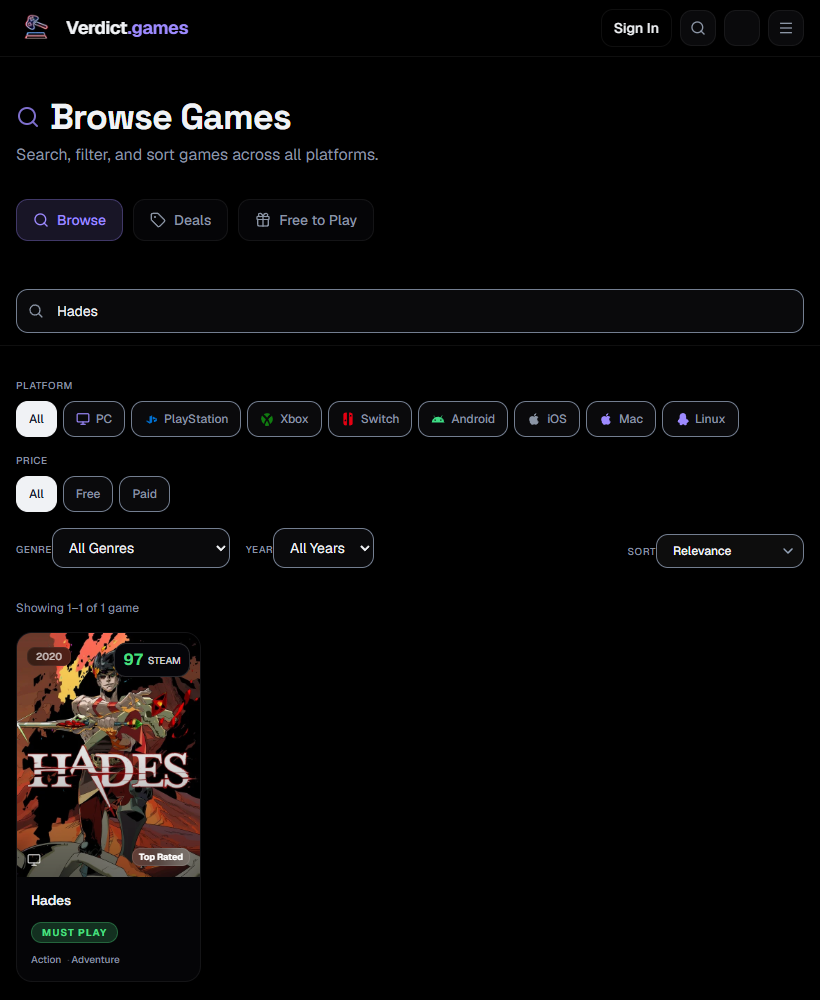 Verdict.games
Sign In
Browse Games
Search, filter, and sort games across all platforms.
Browse
Deals
Free to Play
Hades
PLATFORM
All
PC
PlayStation
Xbox
Switch
Android
iOS
Mac
Linux
PRICE
All
Free
Paid
GENRE
All Genres
YEAR
All Years
SORT
Relevance
Showing 1–1 of 1 game
2020
97 STEAM
HADES
Top Rated
Hades
MUST PLAY
Action · Adventure